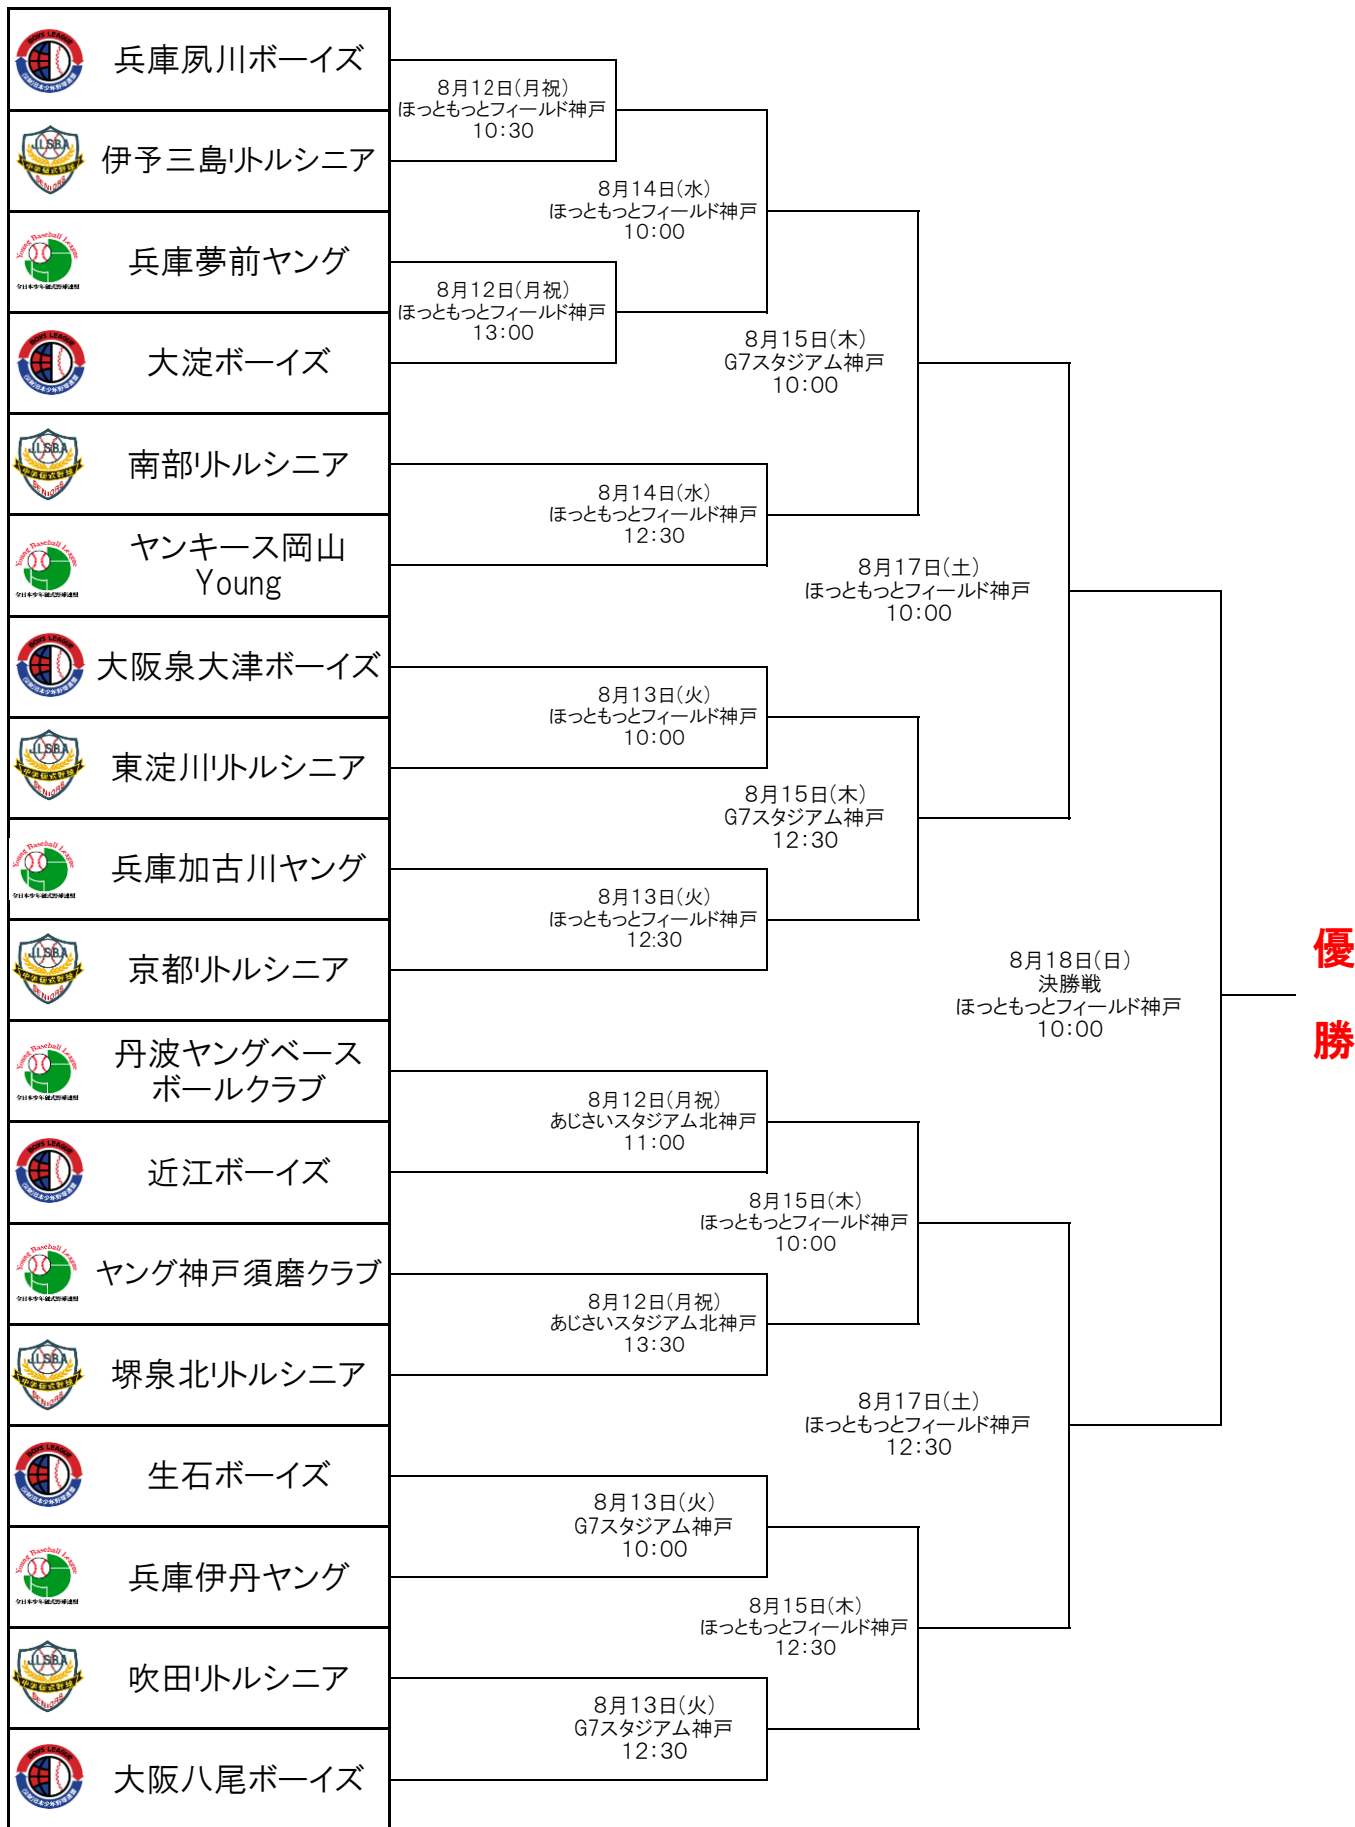 兵庫夙川ボーイズ
伊予三島リトルシニア
兵庫夢前ヤング
大淀ボーイズ
南部リトルシニア
ヤンキース岡山
Young
大阪泉大津ボーイズ
東淀川リトルシニア
兵庫加古川ヤング
京都リトルシニア
丹波ヤングベース
ボールクラブ
近江ボーイズ
ヤング神戸須磨クラブ
堺泉北リトルシニア
生石ボーイズ
兵庫伊丹ヤング
吹田リトルシニア
大阪八尾ボーイズ
8月12日(月祝)
ほっともっとフィールド神戸
10:30
8月12日(月祝)
ほっともっとフィールド神戸
13:00
8月14日(水)
ほっともっとフィールド神戸
10:00
8月14日(水)
ほっともっとフィールド神戸
12:30
8月13日(火)
ほっともっとフィールド神戸
10:00
8月13日(火)
ほっともっとフィールド神戸
12:30
8月12日(月祝)
あじさいスタジアム北神戸
11:00
8月12日(月祝)
あじさいスタジアム北神戸
13:30
8月13日(火)
G7スタジアム神戸
10:00
8月13日(火)
G7スタジアム神戸
12:30
8月15日(木)
G7スタジアム神戸
10:00
8月15日(木)
G7スタジアム神戸
12:30
8月15日(木)
ほっともっとフィールド神戸
10:00
8月15日(木)
ほっともっとフィールド神戸
12:30
8月17日(土)
ほっともっとフィールド神戸
10:00
8月17日(土)
ほっともっとフィールド神戸
12:30
8月18日(日)
決勝戦
ほっともっとフィールド神戸
10:00
優
勝